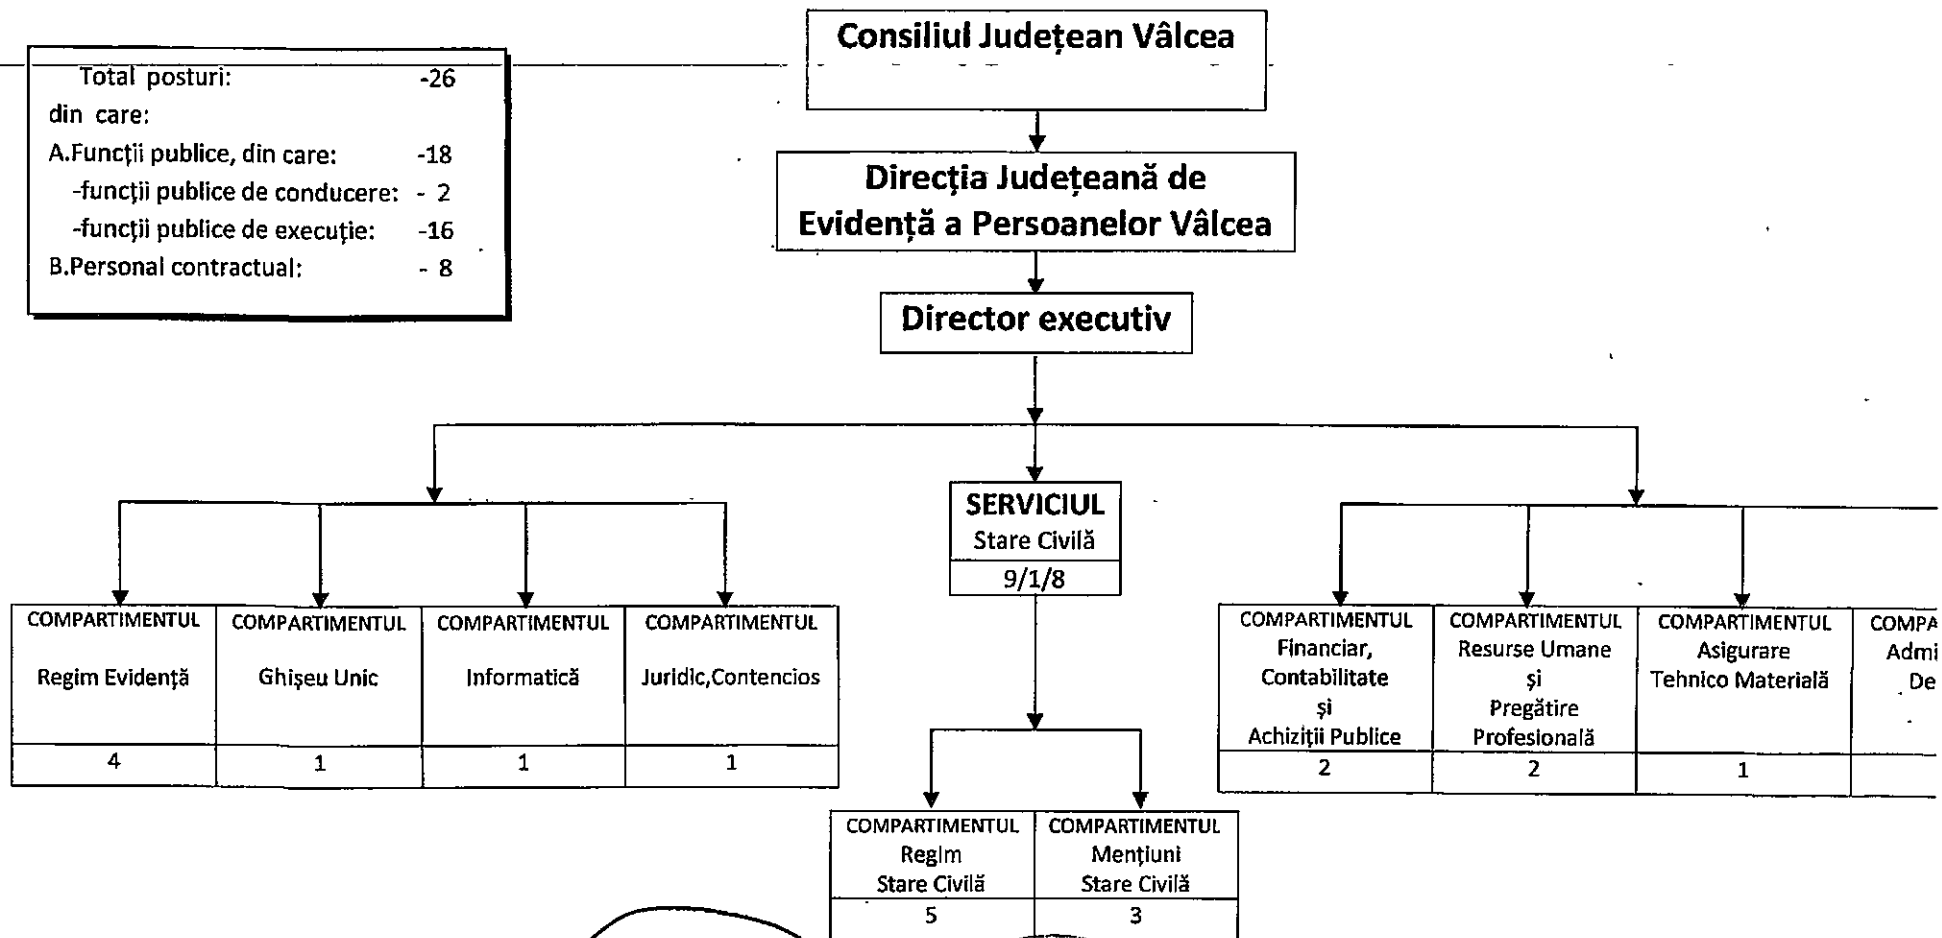 Consiliul Județean Vâlcea
Total posturi: -26
din care:
A.Funcții publice, din care: -18
-funcții publice de conducere: - 2
-funcții publice de execuție: -16
B.Personal contractual: - 8
Direcția Județeană de
Evidență a Persoanelor Vâlcea
Director executiv
SERVICIUL
Stare Civilă
9/1/8
COMPARTIMENTUL
Regim Evidență
4
COMPARTIMENTUL
Ghișeu Unic
1
COMPARTIMENTUL
Informatică
1
COMPARTIMENTUL
Juridic,Contencios
1
COMPARTIMENTUL
Financiar,
Contabilitate
și
Achiziții Publice
2
COMPARTIMENTUL
Resurse Umane
și
Pregătire
Profesională
2
COMPARTIMENTUL
Asigurare
Tehnico Materială
1
COMPA
Admi
De
COMPARTIMENTUL
Regim
Stare Civilă
5
COMPARTIMENTUL
Mențiuni
Stare Civilă
3